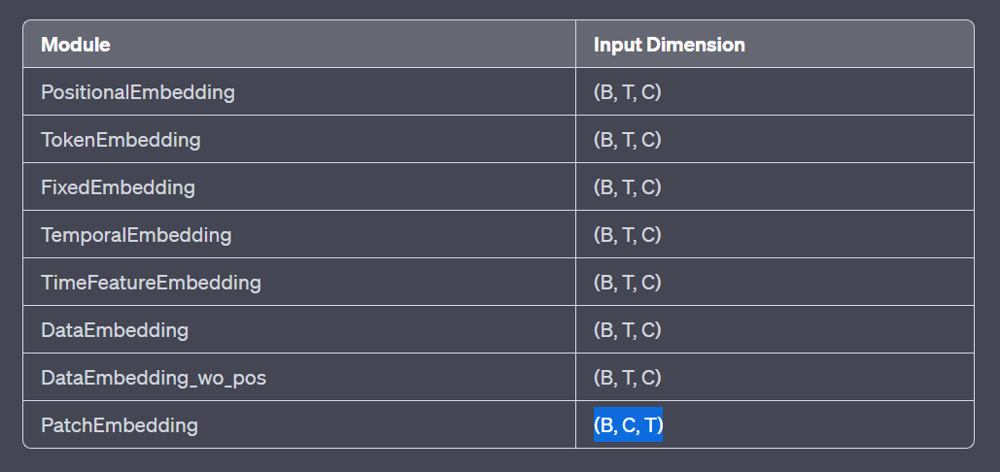 Module Input Dimension
PositionalEmbedding (B, T, C)
TokenEmbedding (B, T, C)
FixedEmbedding (B, T, C)
TemporalEmbedding (B, T, C)
TimeFeatureEmbedding (B, T, C)
DataEmbedding (B, T, C)
DataEmbedding_wo_pos (B, T, C)
PatchEmbedding (B, C, T)